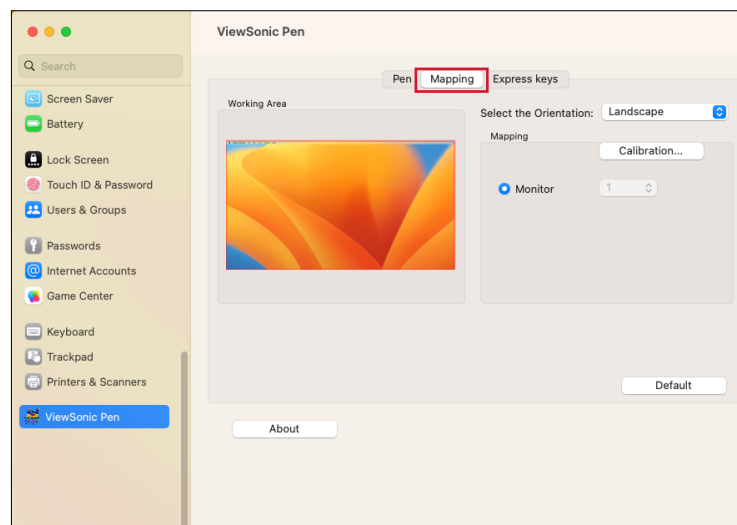 ViewSonic Pen
Search
Screen Saver
Battery
Lock Screen
Touch ID & Password
Users & Groups
Passwords
Internet Accounts
Game Center
Keyboard
Trackpad
Printers & Scanners
ViewSonic Pen
Pen Mapping Express keys
Working Area
Select the Orientation: Landscape
Mapping
Calibration...
Monitor 1
Default
About